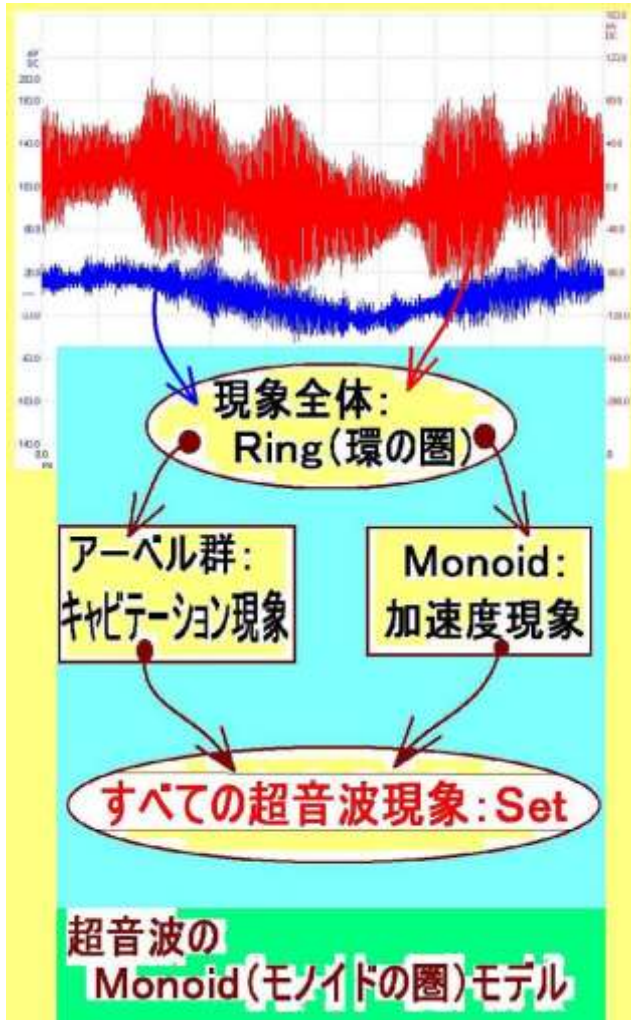 現象全体：
Ring（環の圏）
アーベル群：
キャビテーション現象
Monoid：
加速度現象
すべての超音波現象：Set
超音波の
Monoid（モノイドの圏）モデル